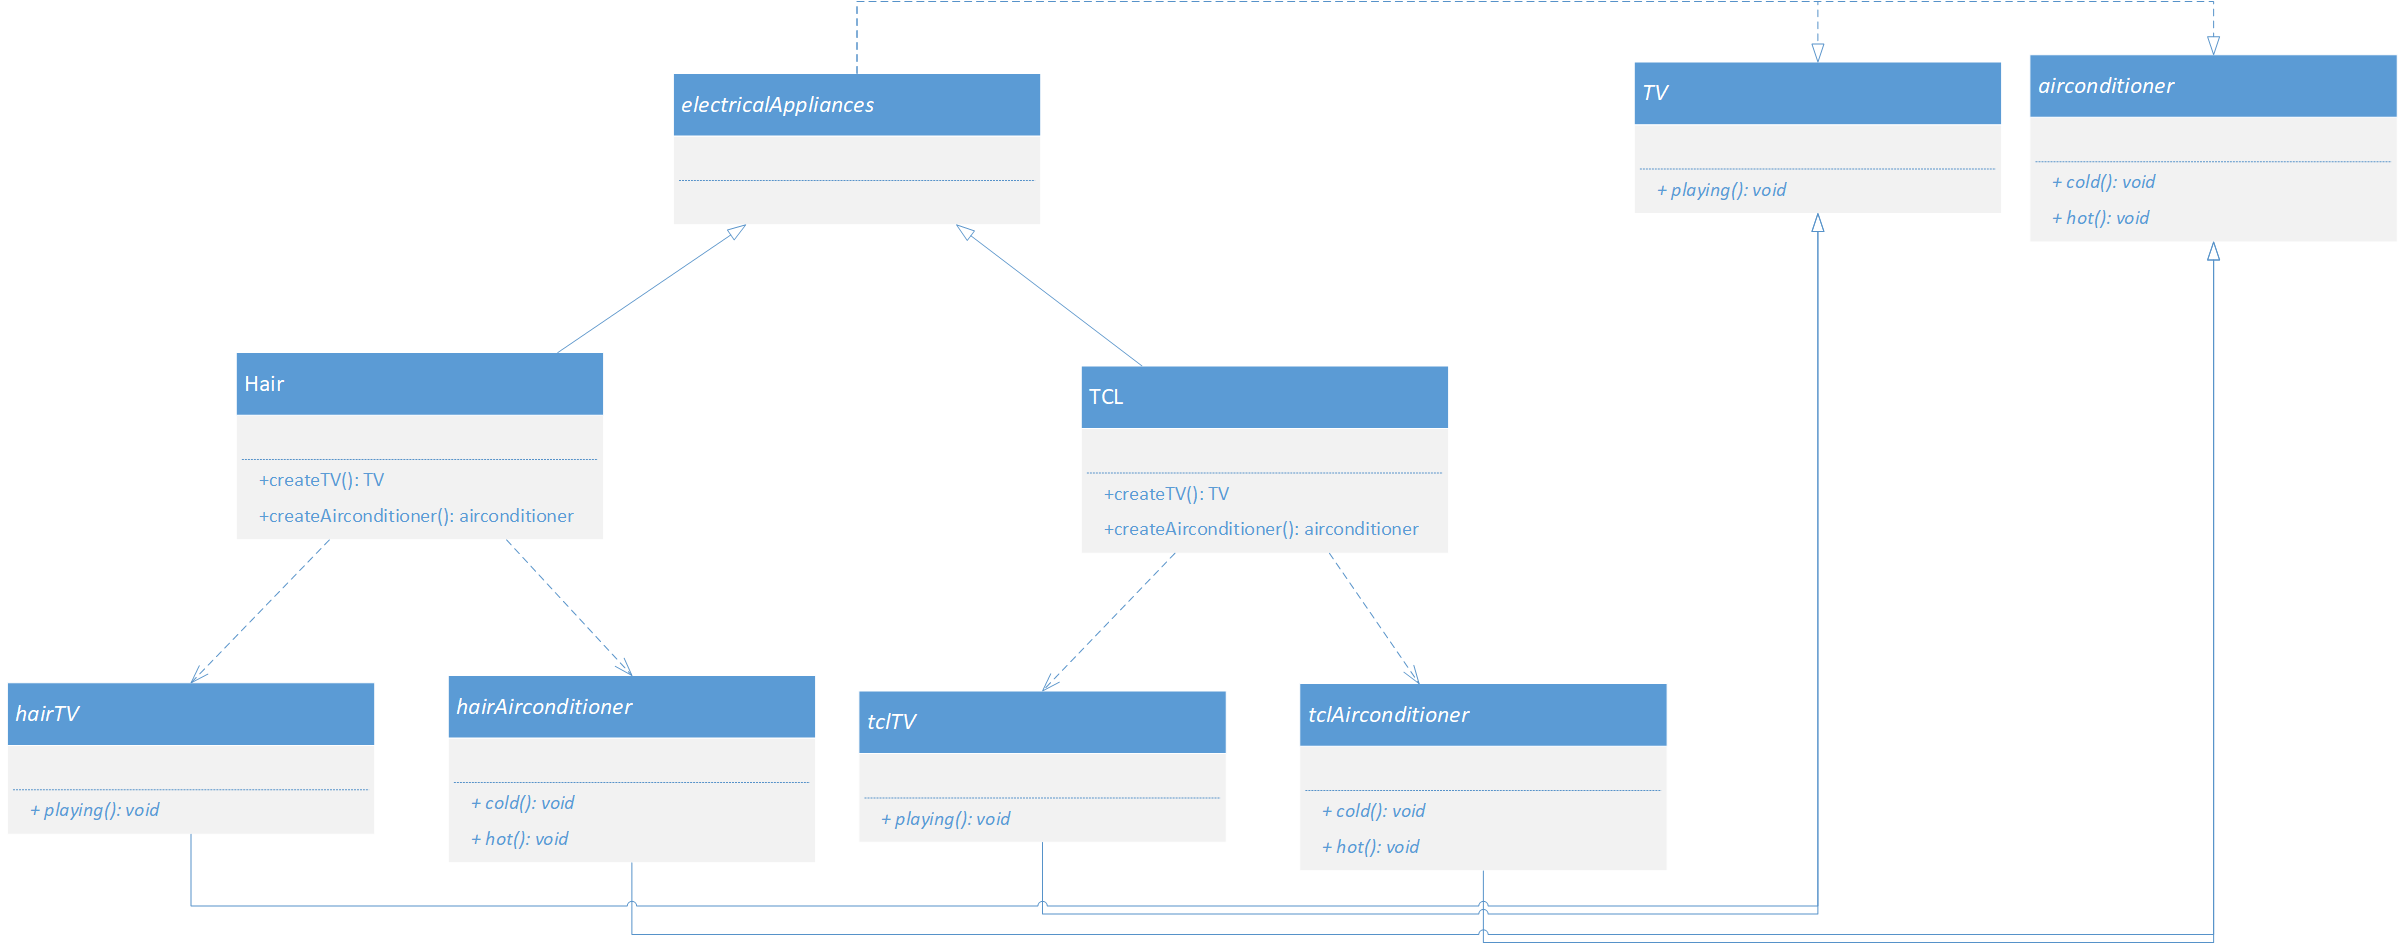 electricalAppliances
TV
+ playing(): void
airconditioner
+ cold(): void
+ hot(): void
Hair
+createTV(): TV
+createAirconditioner(): airconditioner
TCL
+createTV(): TV
+createAirconditioner(): airconditioner
hairTV
+ playing(): void
hairAirconditioner
+ cold(): void
+ hot(): void
tclTV
+ playing(): void
tclAirconditioner
+ cold(): void
+ hot(): void